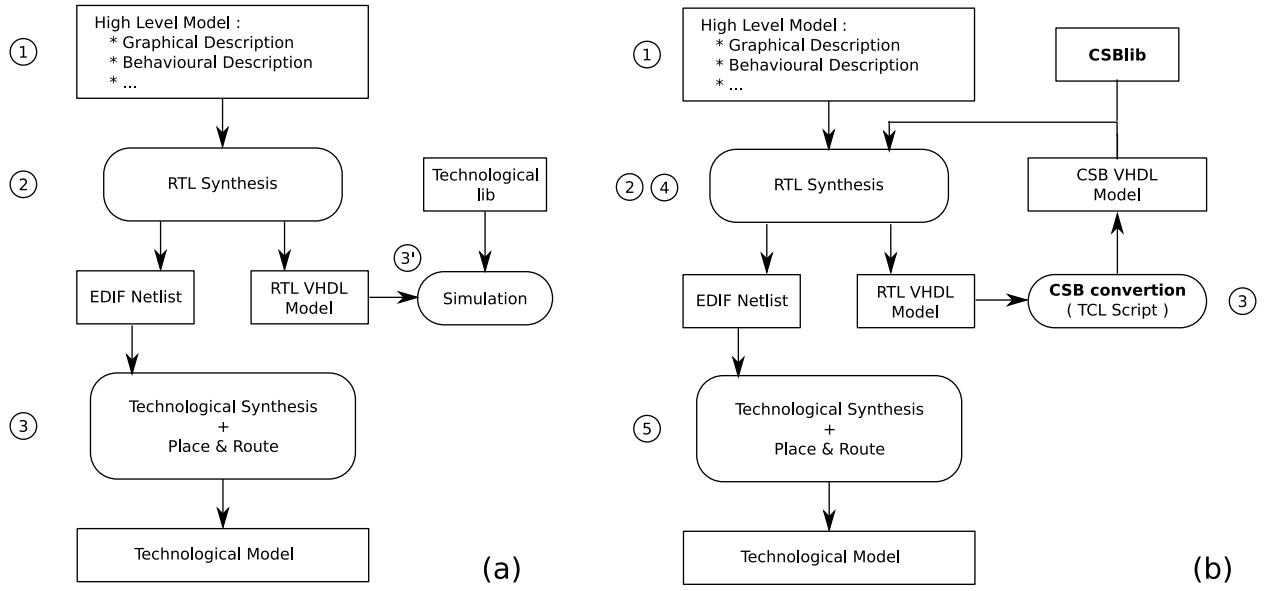 High Level Model :
* Graphical Description
* Behavioural Description
* ...
1
RTL Synthesis
2
Technological
lib
3'
EDIF Netlist
RTL VHDL
Model
Simulation
Technological Synthesis
+
Place & Route
3
Technological Model
(a)
High Level Model :
* Graphical Description
* Behavioural Description
* ...
1
CSBlib
RTL Synthesis
2 4
CSB VHDL
Model
EDIF Netlist
RTL VHDL
Model
CSB convertion
( TCL Script )
3
Technological Synthesis
+
Place & Route
5
Technological Model
(b)